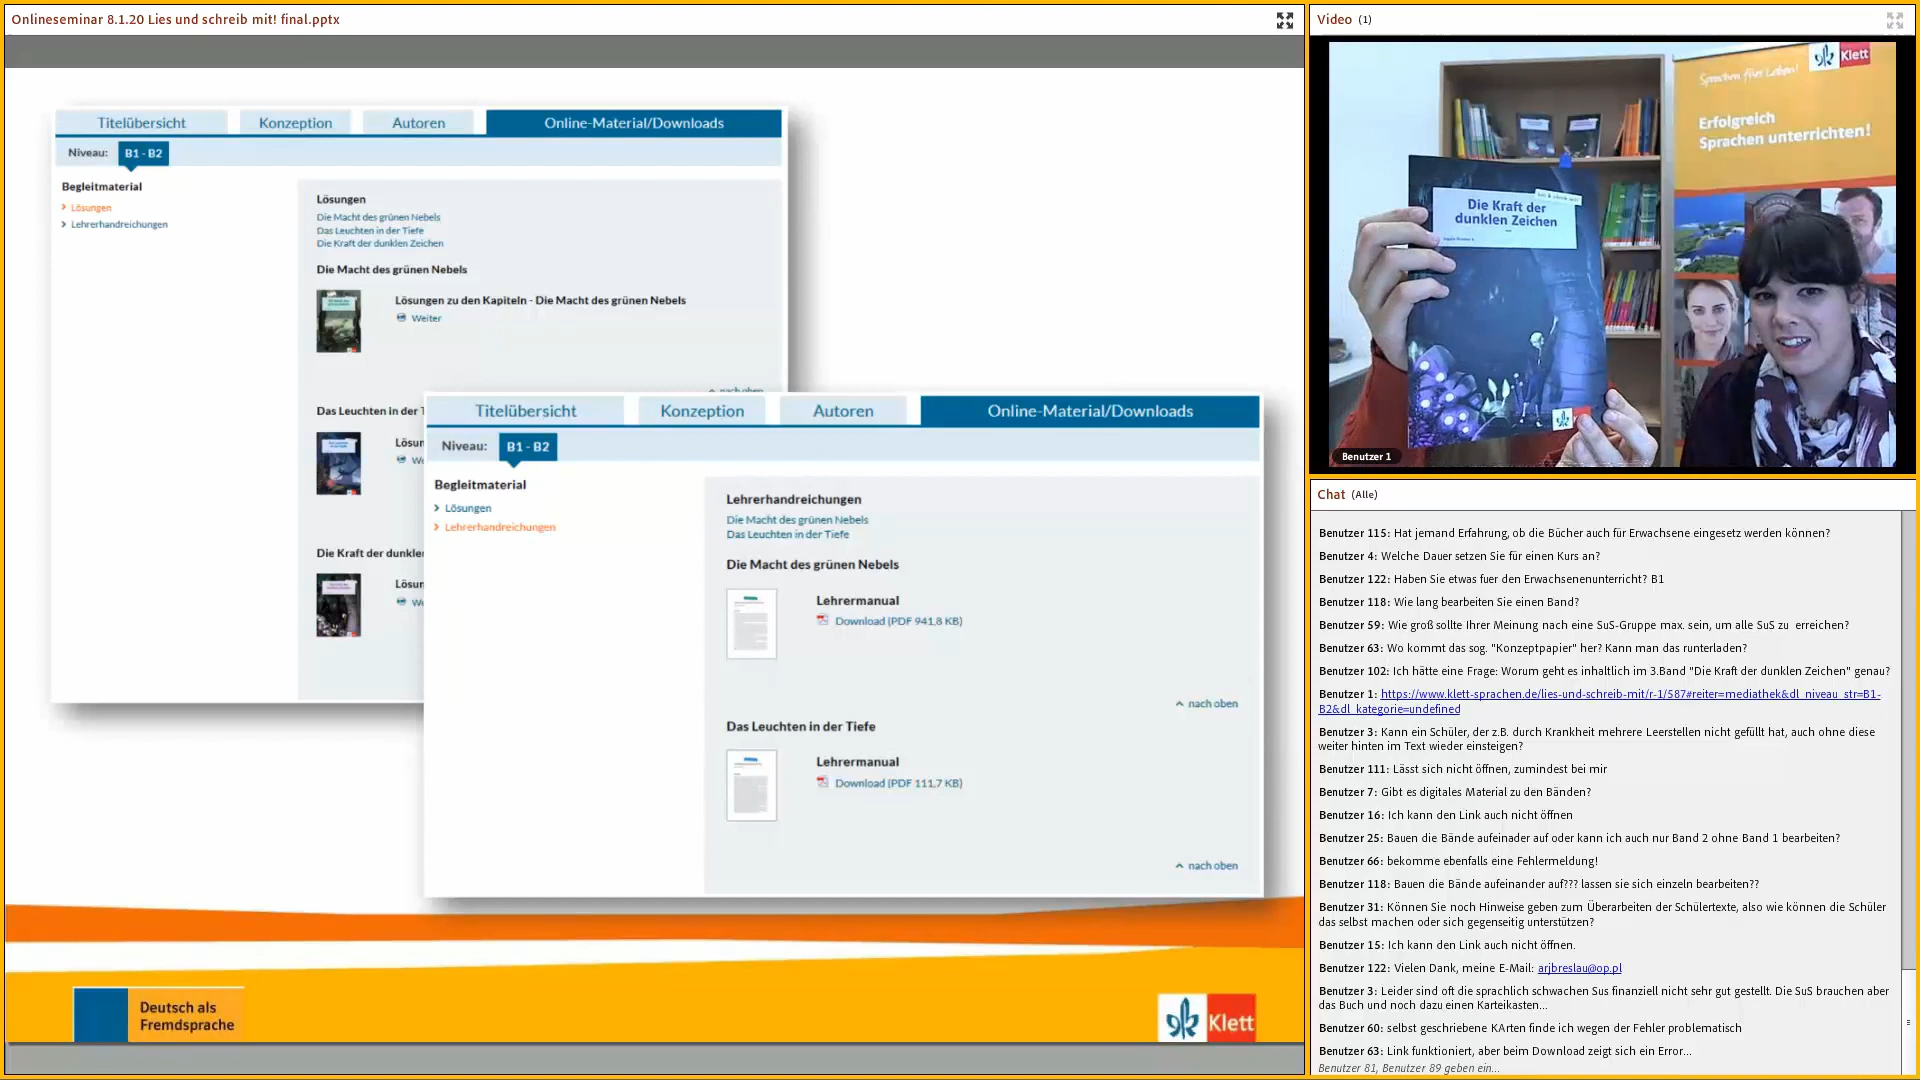 Onlineseminar 8.1.20 Lies und schreib mit! final.pptx
Titelübersicht
Konzeption
Autoren
Online-Material/Downloads
Niveau:
B1 - B2
Begleitmaterial
Lösungen
Lehrerhandreichungen
Lösungen
Die Macht des grünen Nebels
Das Leuchten in der Tiefe
Die Kraft der dunklen Zeichen
Die Macht des grünen Nebels
Lösungen zu den Kapiteln - Die Macht des grünen Nebels
Weiter
nach oben
Das Leuchten in der T
Lösun
We
Die Kraft der dunkle
Lösun
We
Titelübersicht
Konzeption
Autoren
Online-Material/Downloads
Niveau:
B1 - B2
Begleitmaterial
Lösungen
Lehrerhandreichungen
Lehrerhandreichungen
Die Macht des grünen Nebels
Das Leuchten in der Tiefe
Die Macht des grünen Nebels
Lehrermanual
Download (PDF 941,8 KB)
nach oben
Das Leuchten in der Tiefe
Lehrermanual
Download (PDF 111,7 KB)
nach oben
Deutsch als
Fremdsprache
Klett
Video (1)
Klett
Sprachen fürs Leben!
Erfolgreich
Sprachen unterrichten!
Die Kraft der
dunklen Zeichen
Benutzer 1
Chat (Alle)
Benutzer 115: Hat jemand Erfahrung, ob die Bücher auch für Erwachsene eingesetz werden können?
Benutzer 4: Welche Dauer setzen Sie für einen Kurs an?
Benutzer 122: Haben Sie etwas fuer den Erwachsenenunterricht? B1
Benutzer 118: Wie lang bearbeiten Sie einen Band?
Benutzer 59: Wie groß sollte Ihrer Meinung nach eine SuS-Gruppe max. sein, um alle SuS zu erreichen?
Benutzer 63: Wo kommt das sog. "Konzeptpapier" her? Kann man das runterladen?
Benutzer 102: Ich hätte eine Frage: Worum geht es inhaltlich im 3.Band "Die Kraft der dunklen Zeichen" genau?
Benutzer 1: https://www.klett-sprachen.de/lies-und-schreib-mit/r-1/587#reiter=mediathek&dl_niveau_str=B1-
B2&dl_kategorie=undefined
Benutzer 3: Kann ein Schüler, der z.B. durch Krankheit mehrere Leerstellen nicht gefüllt hat, auch ohne diese
weiter hinten im Text wieder einsteigen?
Benutzer 111: Lässt sich nicht öffnen, zumindest bei mir
Benutzer 7: Gibt es digitales Material zu den Bänden?
Benutzer 16: Ich kann den Link auch nicht öffnen
Benutzer 25: Bauen die Bände aufeinader auf oder kann ich auch nur Band 2 ohne Band 1 bearbeiten?
Benutzer 66: bekomme ebenfalls eine Fehlermeldung!
Benutzer 118: Bauen die Bände aufeinander auf??? lassen sie sich einzeln bearbeiten??
Benutzer 31: Können Sie noch Hinweise geben zum Überarbeiten der Schülertexte, also wie können die Schüler
das selbst machen oder sich gegenseitig unterstützen?
Benutzer 15: Ich kann den Link auch nicht öffnen.
Benutzer 122: Vielen Dank, meine E-Mail: arjbreslau@op.pl
Benutzer 3: Leider sind oft die sprachlich schwachen Sus finanziell nicht sehr gut gestellt. Die SuS brauchen aber
das Buch und noch dazu einen Karteikasten...
Benutzer 60: selbst geschriebene KArten finde ich wegen der Fehler problematisch
Benutzer 63: Link funktioniert, aber beim Download zeigt sich ein Error...
Benutzer 81, Benutzer 89 geben ein...